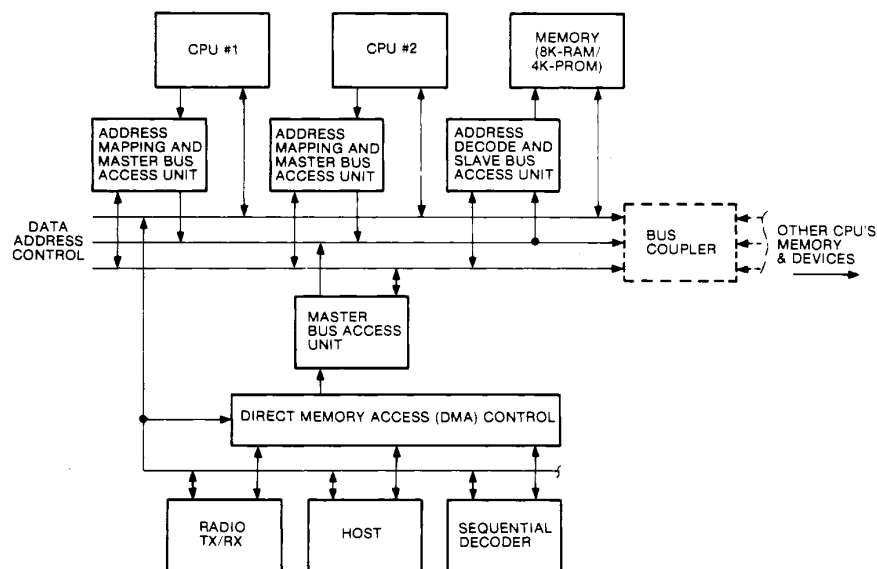 CPU #1
CPU #2
MEMORY
(8K-RAM/
4K-PROM)
ADDRESS
MAPPING AND
MASTER BUS
ACCESS UNIT
ADDRESS
MAPPING AND
MASTER BUS
ACCESS UNIT
ADDRESS
DECODE AND
SLAVE BUS
ACCESS UNIT
DATA
ADDRESS
CONTROL
BUS
COUPLER
OTHER CPU'S
MEMORY
& DEVICES
MASTER
BUS ACCESS
UNIT
DIRECT MEMORY ACCESS (DMA) CONTROL
RADIO
TX/RX
HOST
SEQUENTIAL
DECODER